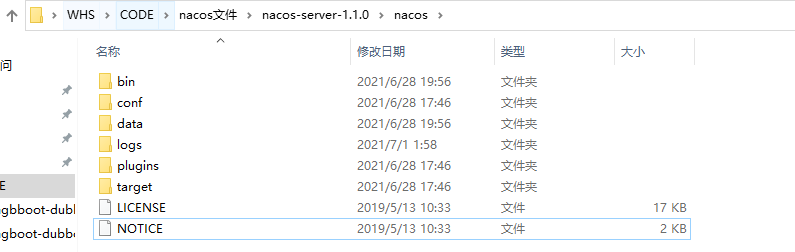 WHS > CODE > nacos文件 > nacos-server-1.1.0 > nacos >
名称 修改日期 类型 大小
问
bin 2021/6/28 19:56 文件夹
conf 2021/6/28 17:46 文件夹
data 2021/6/28 19:56 文件夹
logs 2021/7/1 1:58 文件夹
plugins 2021/6/28 17:46 文件夹
E target 2021/6/28 17:46 文件夹
ngbboot-dubb LICENSE 2019/5/13 10:33 文件 17 KB
ngbboot-dubbo NOTICE 2019/5/13 10:33 文件 2 KB